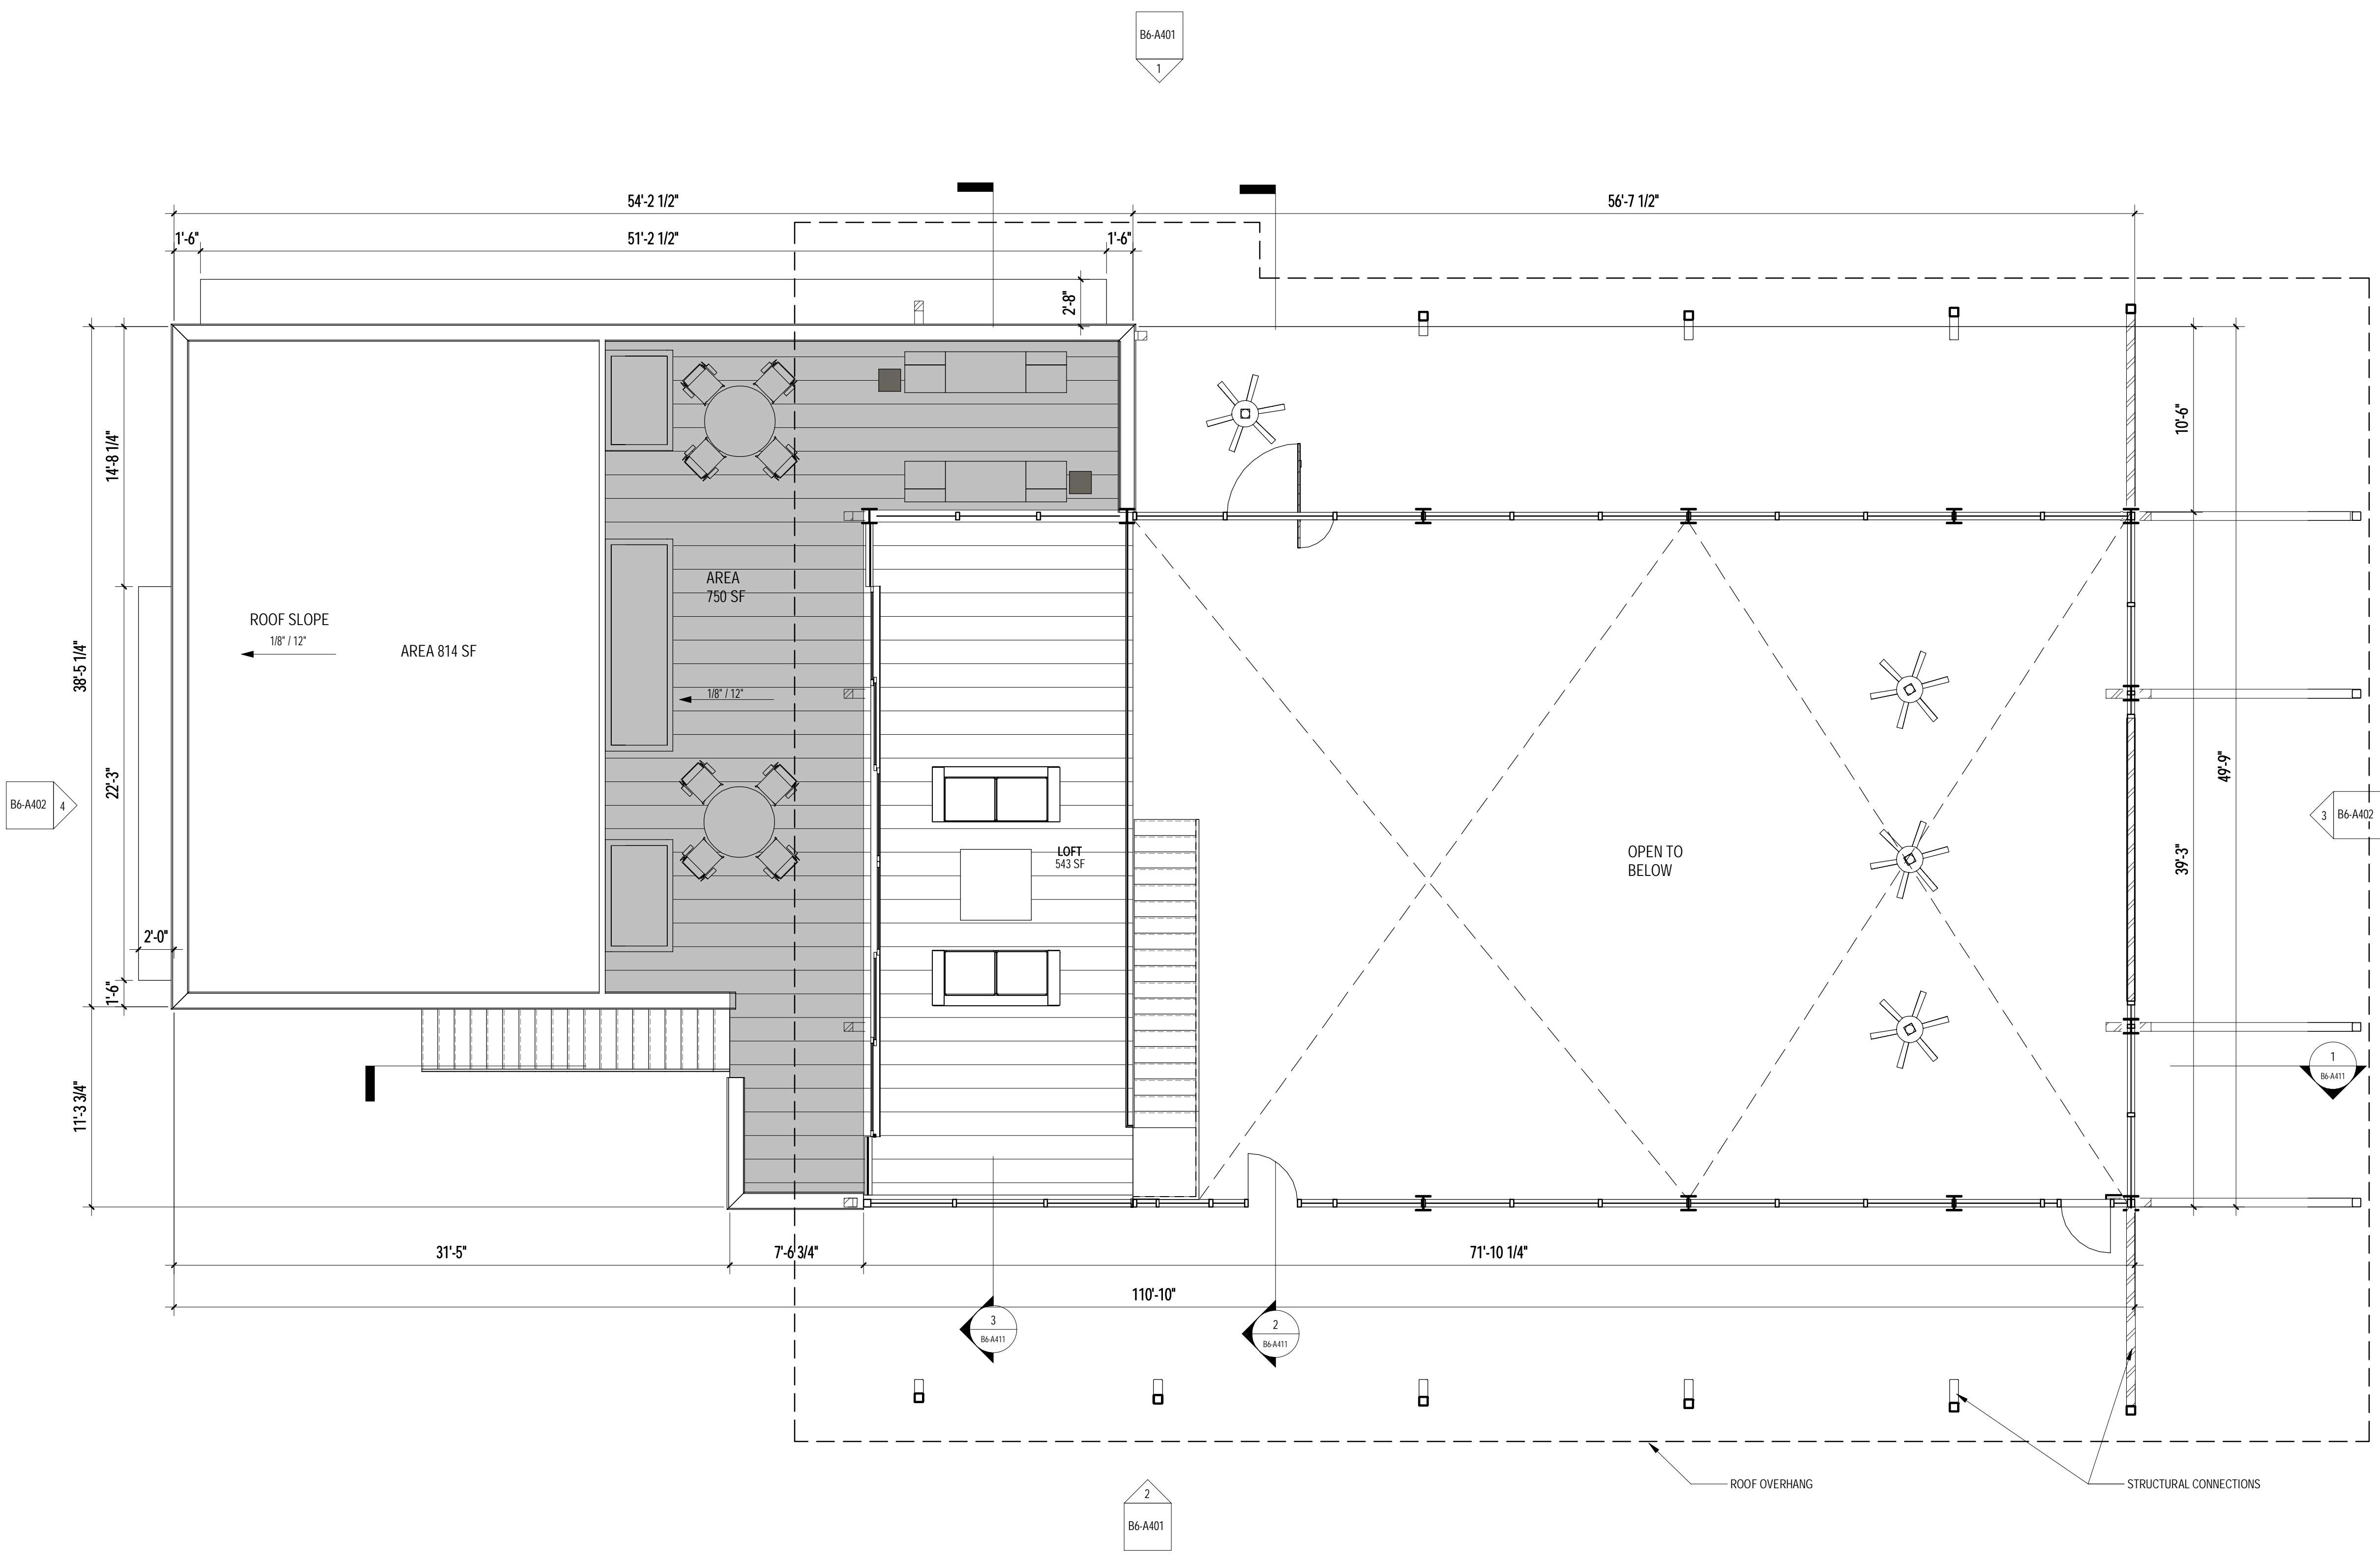 B6-A401
1
54'-2 1/2"
56'-7 1/2"
1'-6"
51'-2 1/2"
1'-6"
2'-8"
14'-8 1/4"
10'-6"
AREA
750 SF
ROOF SLOPE
1/8" / 12"
AREA 814 SF
38'-5 1/4"
1/8" / 12"
22'-3"
49'-9"
B6-A402
4
3
B6-A402
LOFT
543 SF
OPEN TO
BELOW
39'-3"
2'-0"
1'-6"
11'-3 3/4"
1
B6-A411
31'-5"
7'-6 3/4"
71'-10 1/4"
110'-10"
3
B6-A411
2
B6-A411
ROOF OVERHANG
STRUCTURAL CONNECTIONS
2
B6-A401